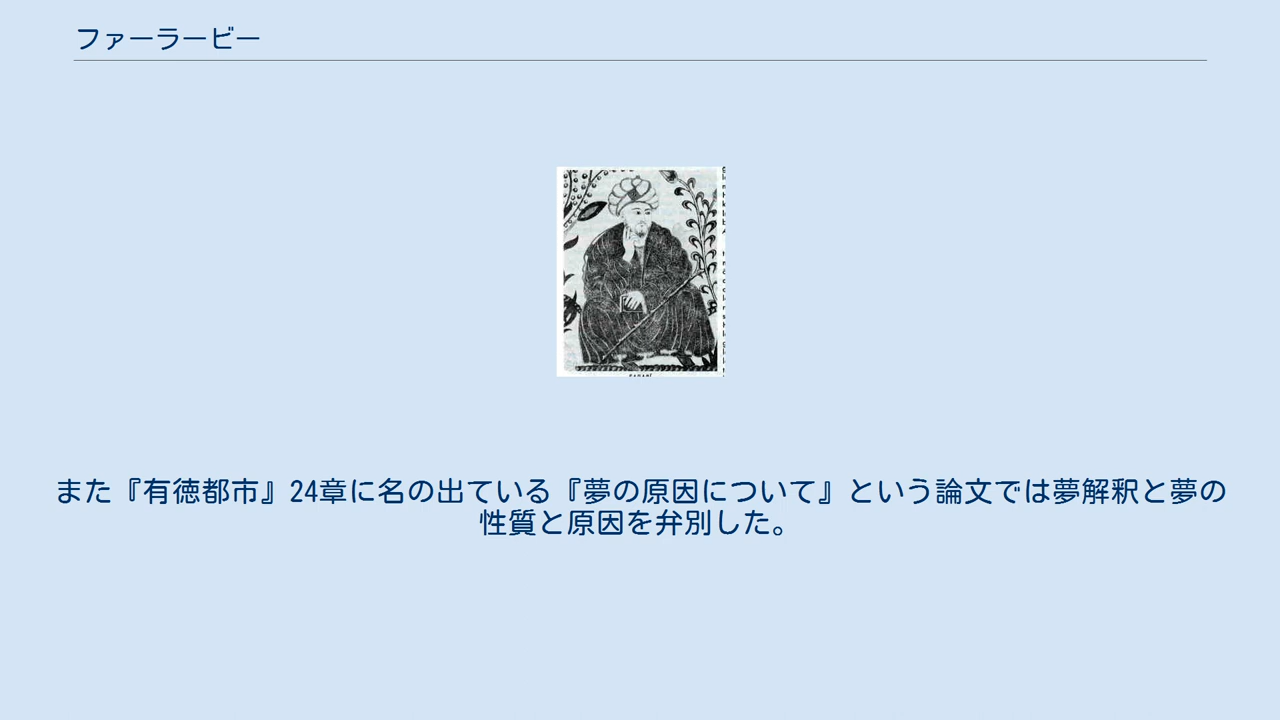 ファーラービー
また『有徳都市』24章に名の出ている『夢の原因について』という論文では夢解釈と夢の
性質と原因を弁別した。